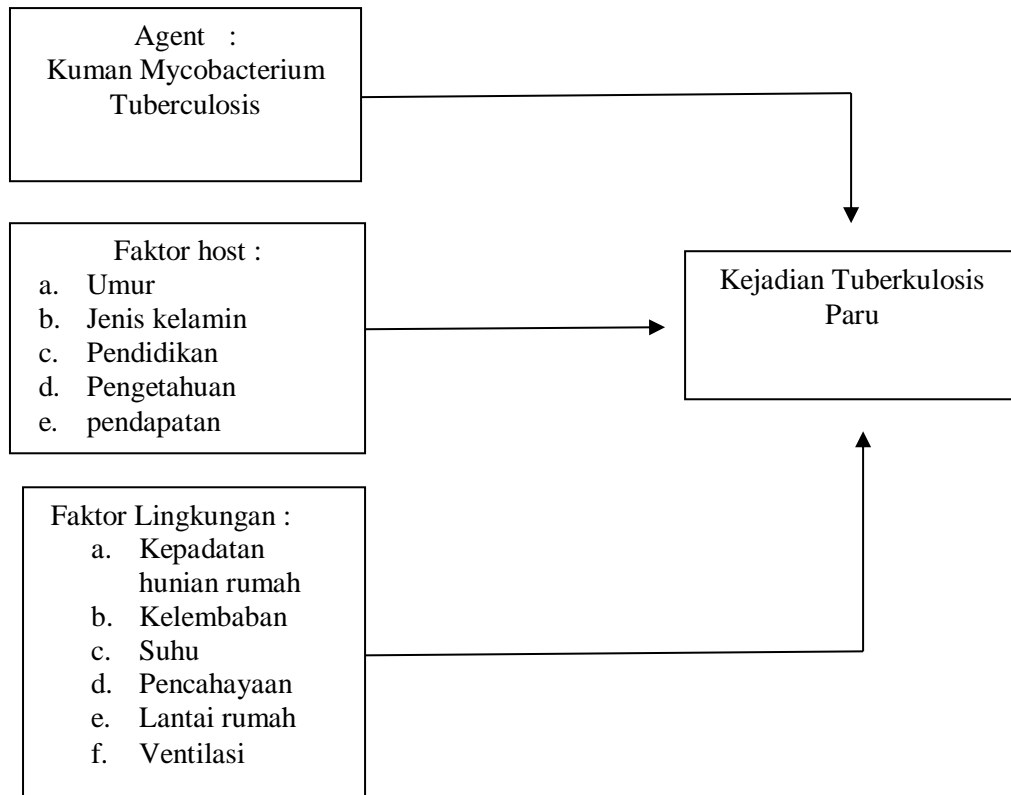 Agent :
Kuman Mycobacterium
Tuberculosis
Faktor host :
a. Umur
b. Jenis kelamin
c. Pendidikan
d. Pengetahuan
e. pendapatan
Kejadian Tuberkulosis
Paru
Faktor Lingkungan :
a. Kepadatan
hunian rumah
b. Kelembaban
c. Suhu
d. Pencahayaan
e. Lantai rumah
f. Ventilasi